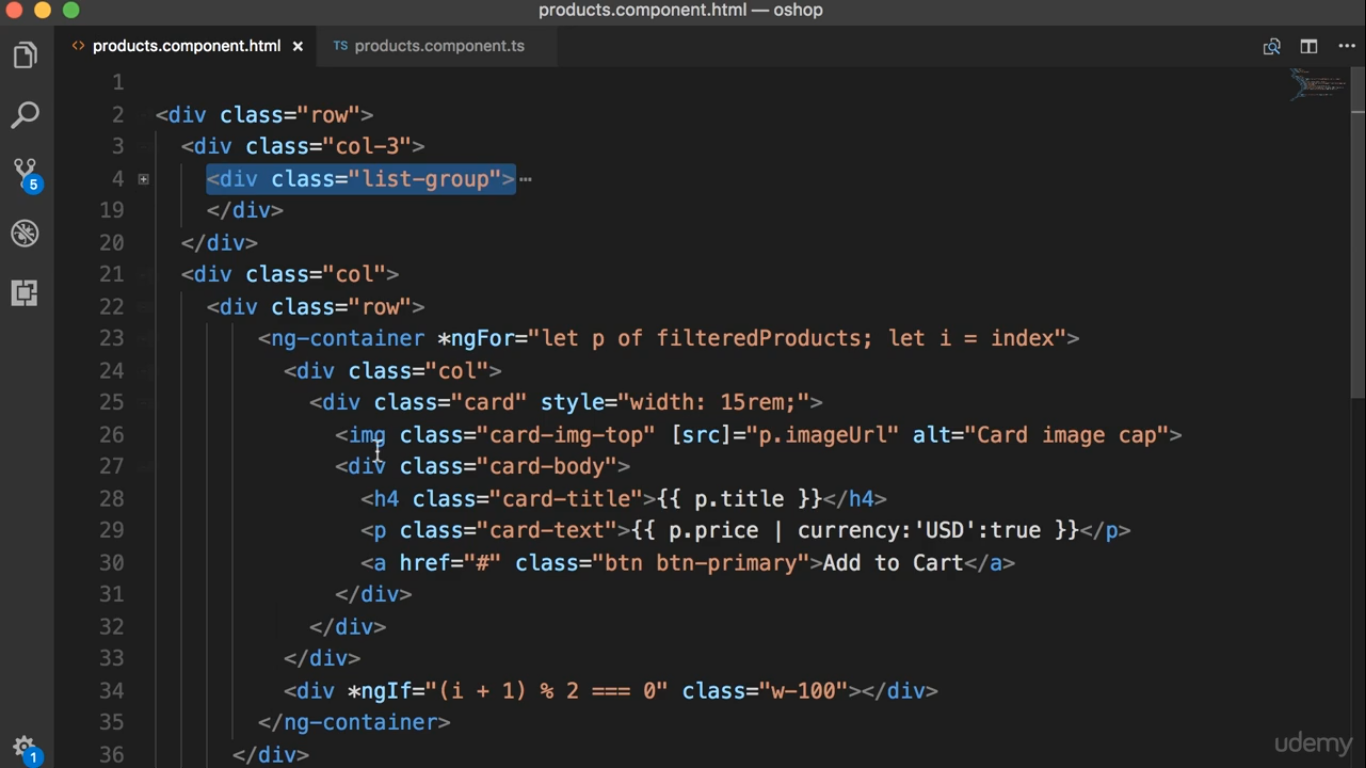 products.component.html — oshop
<> products.component.html × TS products.component.ts
1
2 <div class="row">
3 <div class="col-3">
4 <div class="list-group"> ⋯
19 </div>
20 </div>
21 <div class="col">
22 <div class="row">
23 <ng-container *ngFor="let p of filteredProducts; let i = index">
24 <div class="col">
25 <div class="card" style="width: 15rem;">
26 <img class="card-img-top" [src]="p.imageUrl" alt="Card image cap">
27 <div class="card-body">
28 <h4 class="card-title">{{ p.title }}</h4>
29 <p class="card-text">{{ p.price | currency:'USD':true }}</p>
30 <a href="#" class="btn btn-primary">Add to Cart</a>
31 </div>
32 </div>
33 </div>
34 <div *ngIf="(i + 1) % 2 === 0" class="w-100"></div>
35 </ng-container>
36 </div>
5
1
udemy